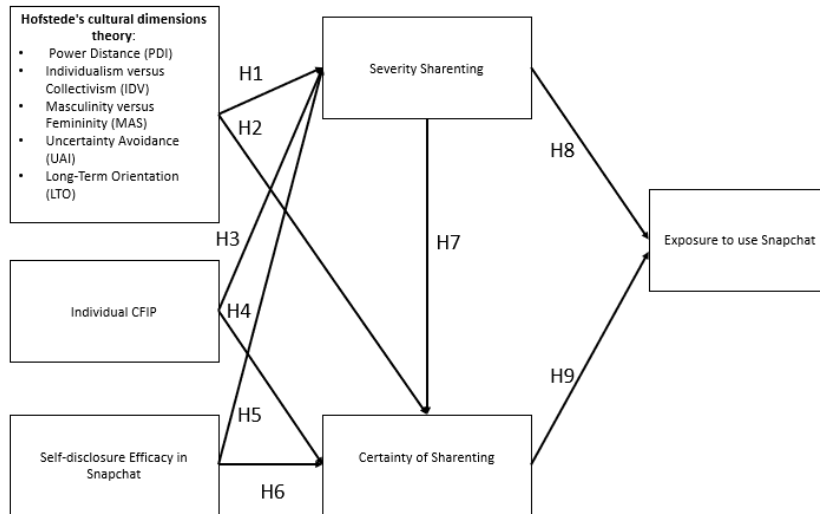 Hofstede's cultural dimensions
theory:
• Power Distance (PDI)
• Individualism versus
Collectivism (IDV)
• Masculinity versus
Femininity (MAS)
• Uncertainty Avoidance
(UAI)
• Long-Term Orientation
(LTO)
Individual CFIP
Self-disclosure Efficacy in
Snapchat
H1
H2
H3
H4
H5
H6
Severity Sharenting
H7
Certainty of Sharenting
H8
H9
Exposure to use Snapchat